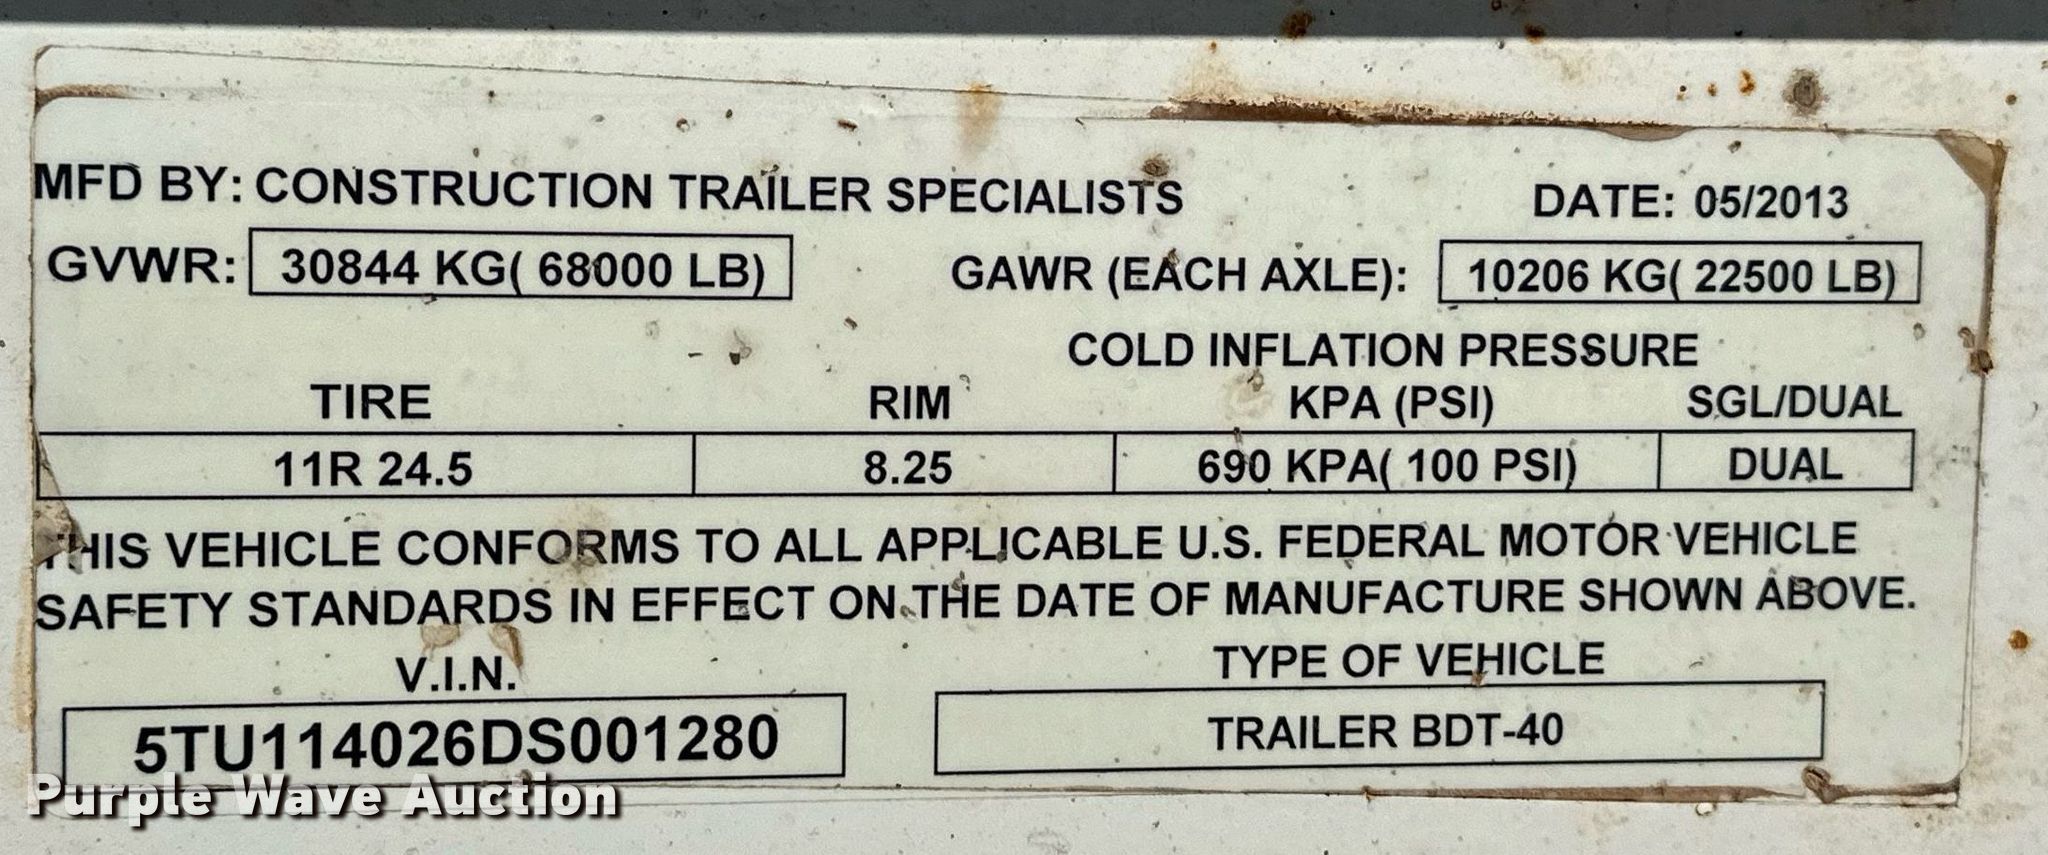 MFD BY: CONSTRUCTION TRAILER SPECIALISTS DATE: 05/2013
GVWR: 30844 KG( 68000 LB) GAWR (EACH AXLE): 10206 KG( 22500 LB)
COLD INFLATION PRESSURE
TIRE RIM KPA (PSI) SGL/DUAL
11R 24.5 8.25 690 KPA( 100 PSI) DUAL
THIS VEHICLE CONFORMS TO ALL APPLICABLE U.S. FEDERAL MOTOR VEHICLE
SAFETY STANDARDS IN EFFECT ON THE DATE OF MANUFACTURE SHOWN ABOVE.
V.I.N. TYPE OF VEHICLE
5TU114026DS001280 TRAILER BDT-40
Purple Wave Auction